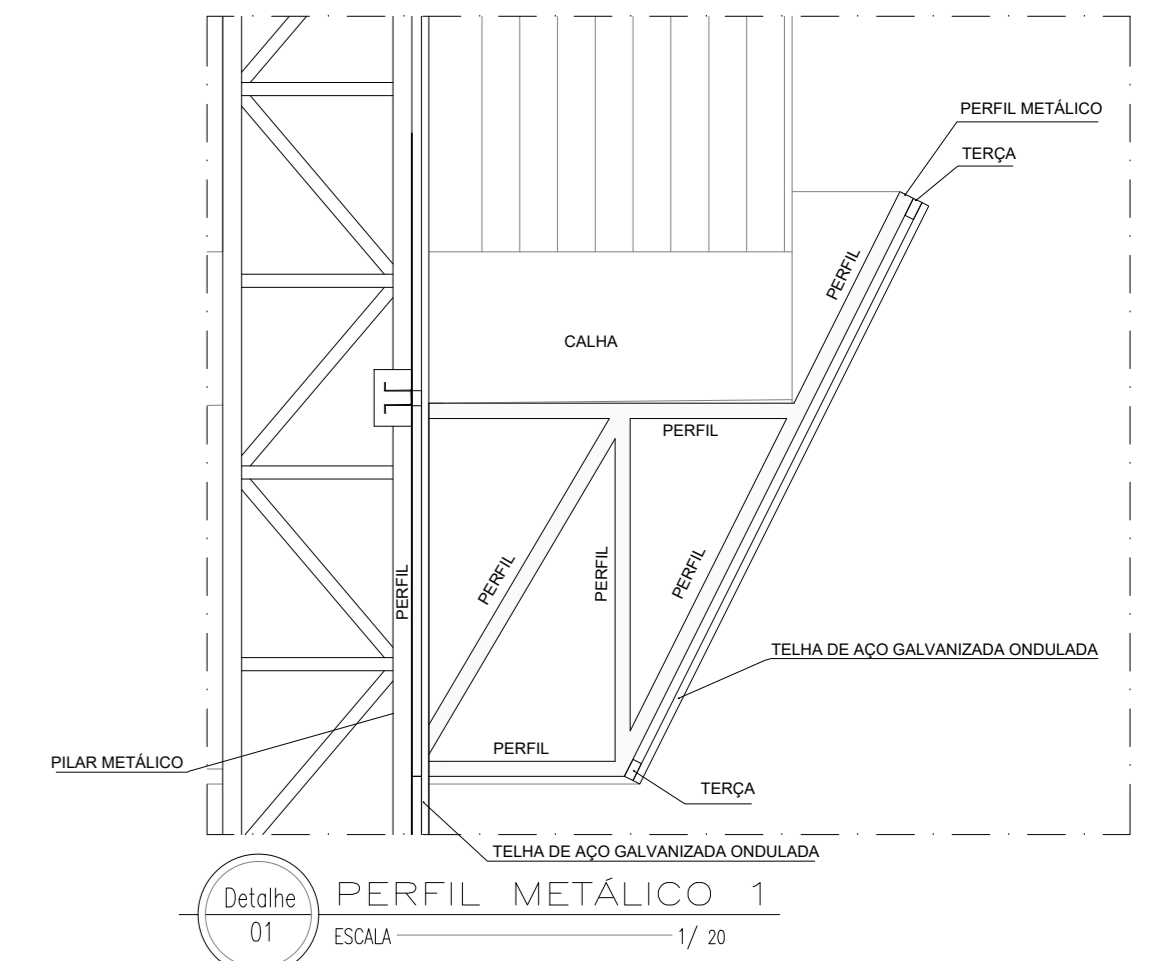 PERFIL METÁLICO
TERÇA
PERFIL
CALHA
PERFIL
PERFIL
PERFIL
PERFIL
PERFIL
TELHA DE AÇO GALVANIZADA ONDULADA
PERFIL
PILAR METÁLICO
TERÇA
TELHA DE AÇO GALVANIZADA ONDULADA
Detalhe
01
PERFIL METÁLICO 1
ESCALA 1/ 20